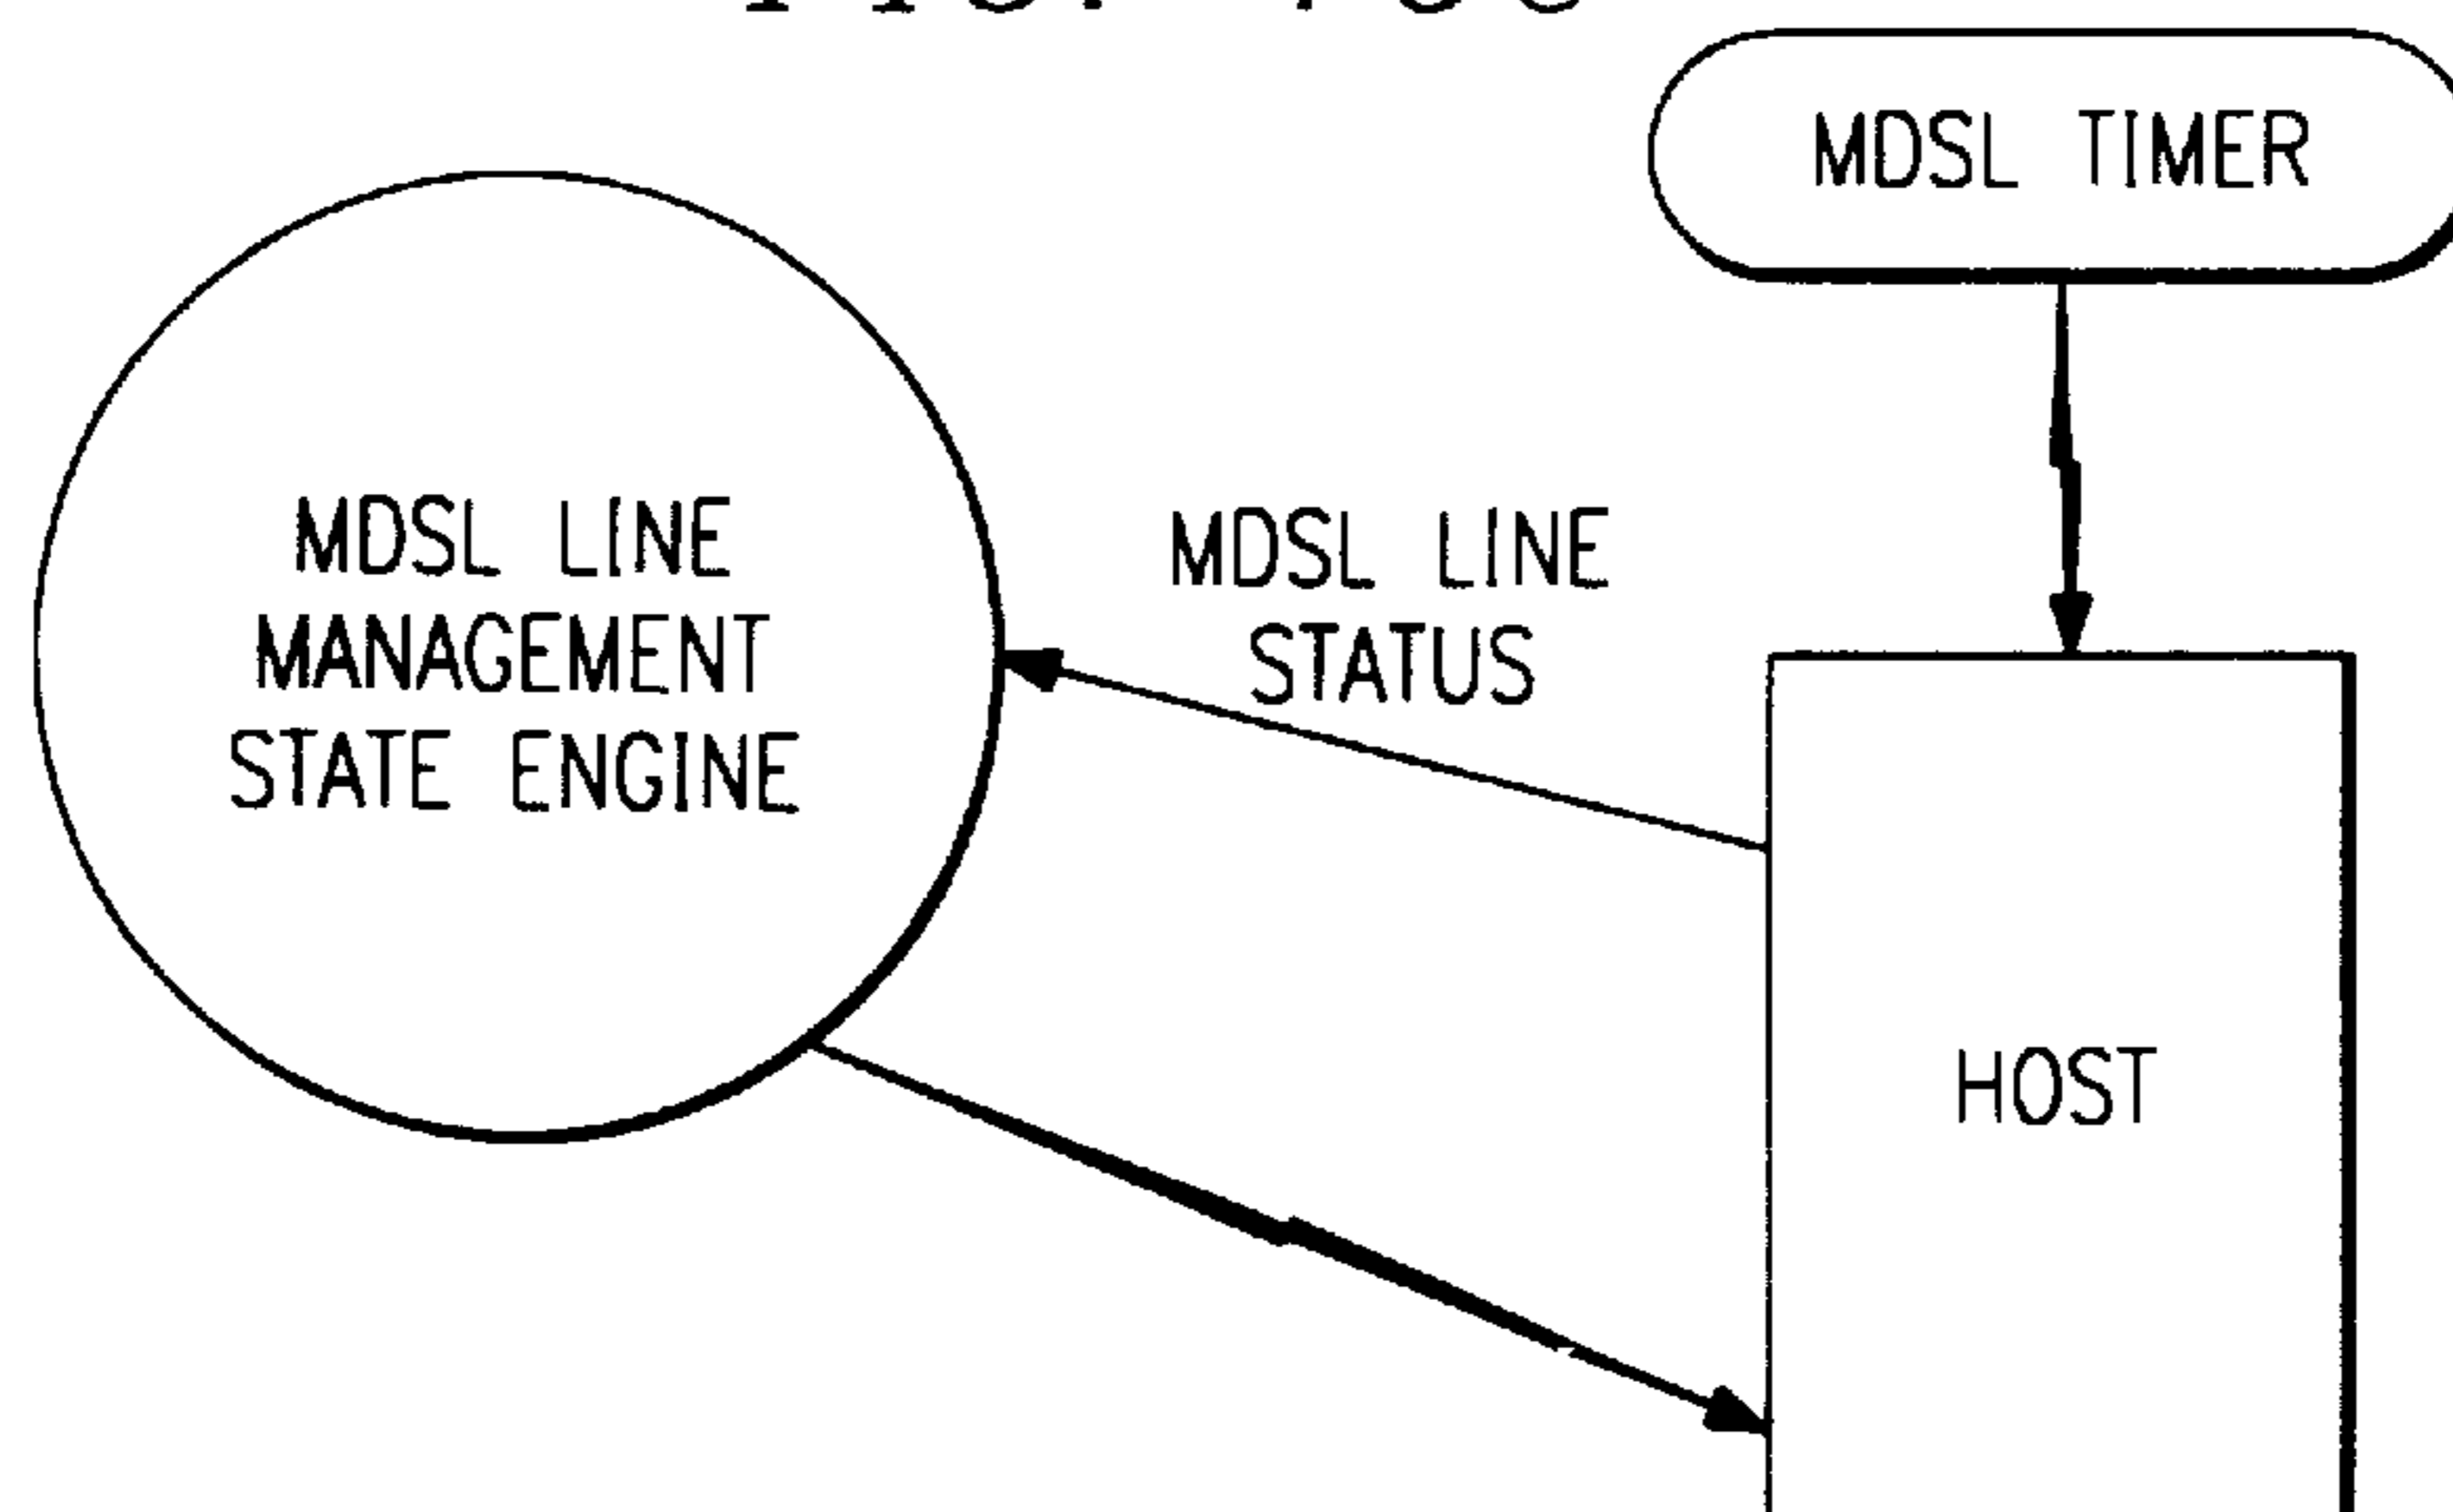 MDSL TIMER
MDSL LINE
MANAGEMENT
STATE ENGINE
MDSL LINE
STATUS
HOST